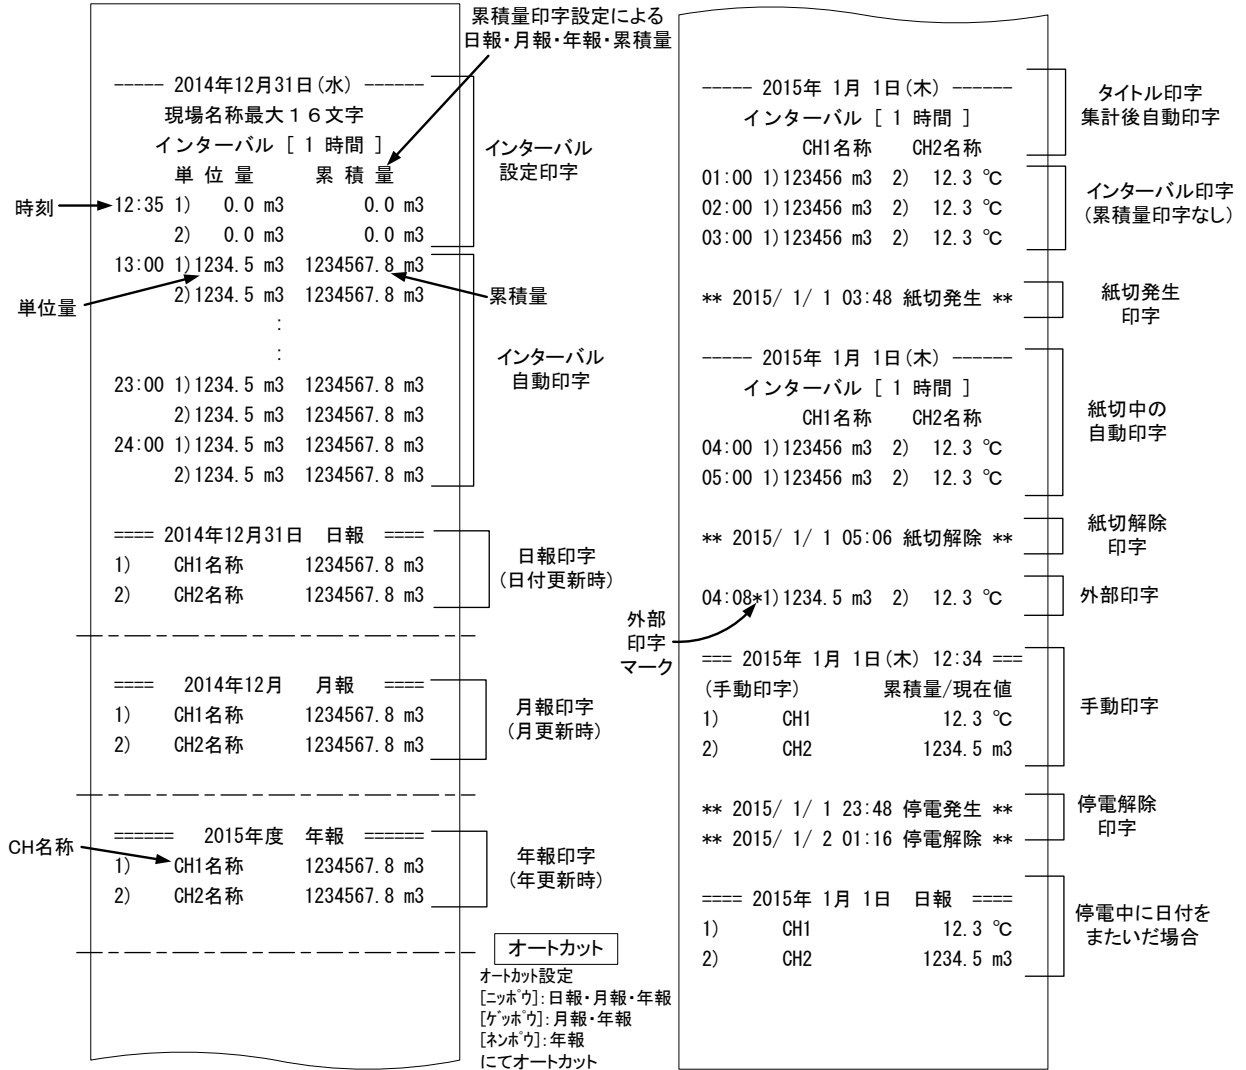 累積量印字設定による
日報・月報・年報・累積量
----- 2014年12月31日(水) ------
現場名称最大１６文字
インターバル [ 1 時間 ]
単 位 量　　累 積 量
12:35 1)   0.0 m3        0.0 m3
2)   0.0 m3        0.0 m3
13:00 1)1234.5 m3  1234567.8 m3
2)1234.5 m3  1234567.8 m3
:
:
23:00 1)1234.5 m3  1234567.8 m3
2)1234.5 m3  1234567.8 m3
24:00 1)1234.5 m3  1234567.8 m3
2)1234.5 m3  1234567.8 m3
==== 2014年12月31日  日報  ====
1)    CH1名称      1234567.8 m3
2)    CH2名称      1234567.8 m3
====   2014年12月   月報   ====
1)    CH1名称      1234567.8 m3
2)    CH2名称      1234567.8 m3
======   2015年度  年報  ======
1)    CH1名称      1234567.8 m3
2)    CH2名称      1234567.8 m3
時刻
単位量
CH名称
インターバル
設定印字
累積量
インターバル
自動印字
日報印字
(日付更新時)
月報印字
(月更新時)
年報印字
(年更新時)
オートカット
ｵｰﾄｶｯﾄ設定
[ﾆｯﾎﾟｳ]:日報・月報・年報
[ｹﾞｯﾎﾟｳ]:月報・年報
[ﾈﾝﾎﾟｳ]:年報
にてオートカット
----- 2015年 1月 1日(木) ------
インターバル [ 1 時間 ]
CH1名称    CH2名称
01:00 1)123456 m3  2)  12.3 ℃
02:00 1)123456 m3  2)  12.3 ℃
03:00 1)123456 m3  2)  12.3 ℃
** 2015/ 1/ 1 03:48 紙切発生 **
----- 2015年 1月 1日(木) ------
インターバル [ 1 時間 ]
CH1名称    CH2名称
04:00 1)123456 m3  2)  12.3 ℃
05:00 1)123456 m3  2)  12.3 ℃
** 2015/ 1/ 1 05:06 紙切解除 **
04:08*1)1234.5 m3  2)  12.3 ℃
=== 2015年 1月 1日(木) 12:34 ===
(手動印字)        累積量/現在値
1)      CH1             12.3 ℃
2)      CH2           1234.5 m3
** 2015/ 1/ 1 23:48 停電発生 **
** 2015/ 1/ 2 01:16 停電解除 **
==== 2015年 1月 1日  日報  ====
1)      CH1             12.3 ℃
2)      CH2           1234.5 m3
外部
印字
マーク
タイトル印字
集計後自動印字
インターバル印字
(累積量印字なし)
紙切発生
印字
紙切中の
自動印字
紙切解除
印字
外部印字
手動印字
停電解除
印字
停電中に日付を
またいだ場合